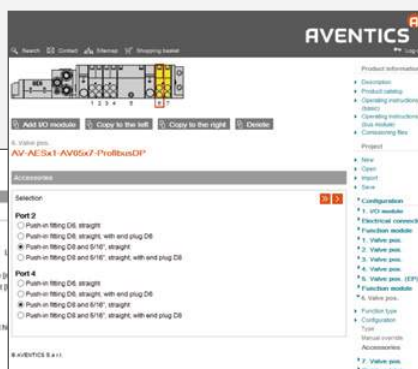 AVENTICS
Search Contact Sitemap Shopping basket
1 2 3 4 5 6 7
Add I/O module Copy to the left Copy to the right Delete
6. Valve pos.
AV-AESx1-AV05x7-ProfibusDP
Accessories
Selection
Port 2
Push-in fitting D6, straight
Push-in fitting D6, straight, with end plug D6
Push-in fitting D8 and 5/16", straight
Push-in fitting D8 and 5/16", straight, with end plug D8
Port 4
Push-in fitting D6, straight
Push-in fitting D6, straight, with end plug D6
Push-in fitting D8 and 5/16", straight
Push-in fitting D8 and 5/16", straight, with end plug D8
© AVENTICS S.a r.l.
Product information
Description
Product catalog
Operating instructions
(basic)
Operating instructions
(bus module)
Commissioning files
Project
New
Open
Import
Save
Configuration
1. I/O module
Electrical connecti
Function module
1. Valve pos.
2. Valve pos.
3. Valve pos.
4. Valve pos.
5. Valve pos. (EP)
Function module
6. Valve pos.
Function type
Configuration
Type
Manual override
Accessories
7. Valve pos.